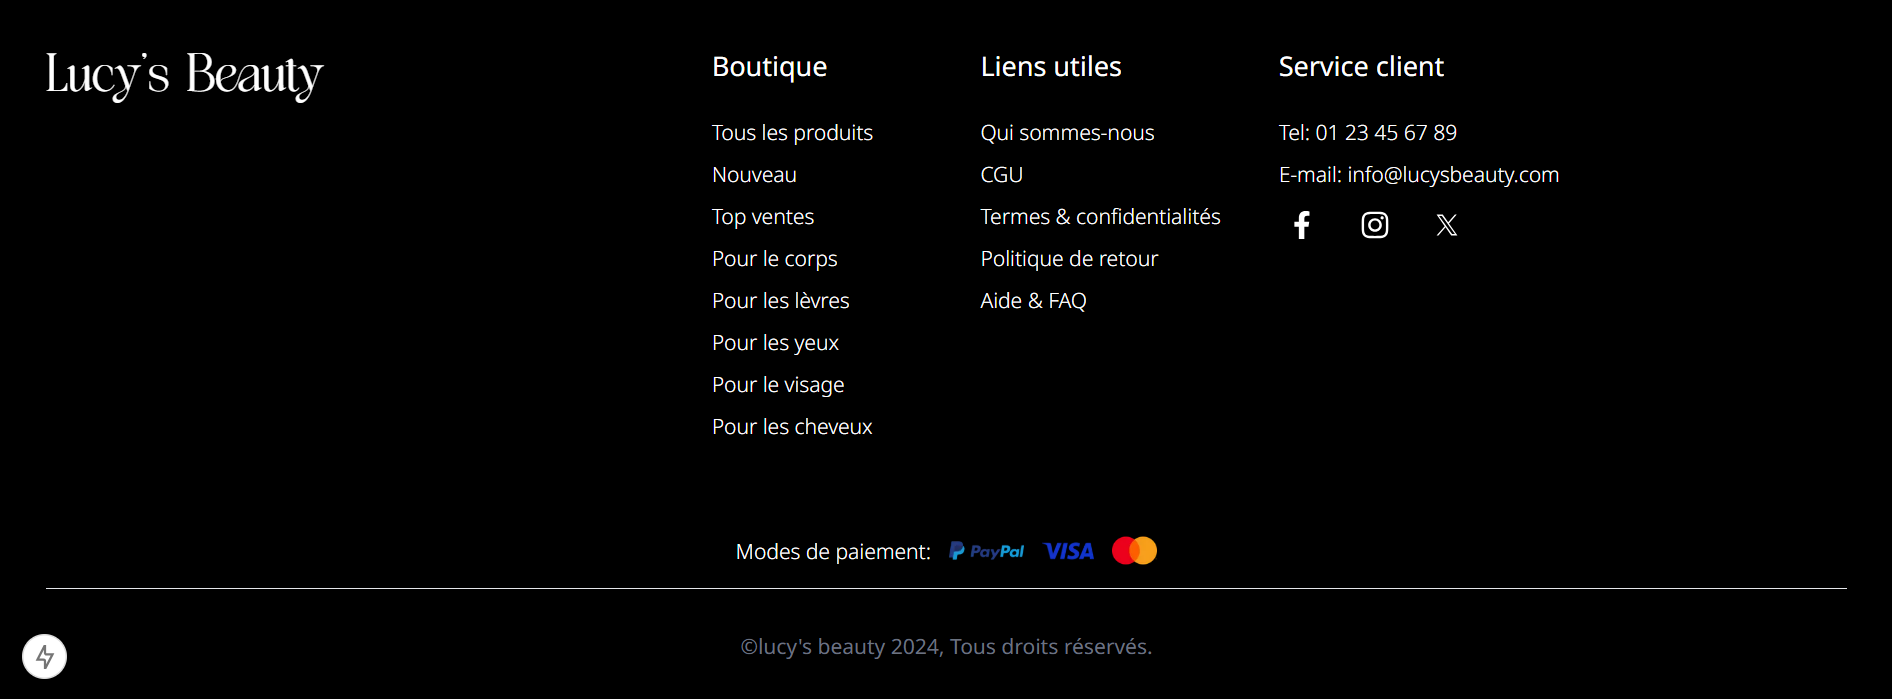 Lucy's Beauty
Boutique
Tous les produits
Nouveau
Top ventes
Pour le corps
Pour les lèvres
Pour les yeux
Pour le visage
Pour les cheveux
Liens utiles
Qui sommes-nous
CGU
Termes & confidentialités
Politique de retour
Aide & FAQ
Service client
Tel: 01 23 45 67 89
E-mail: info@lucysbeauty.com
Modes de paiement: PayPal VISA
©lucy's beauty 2024, Tous droits réservés.